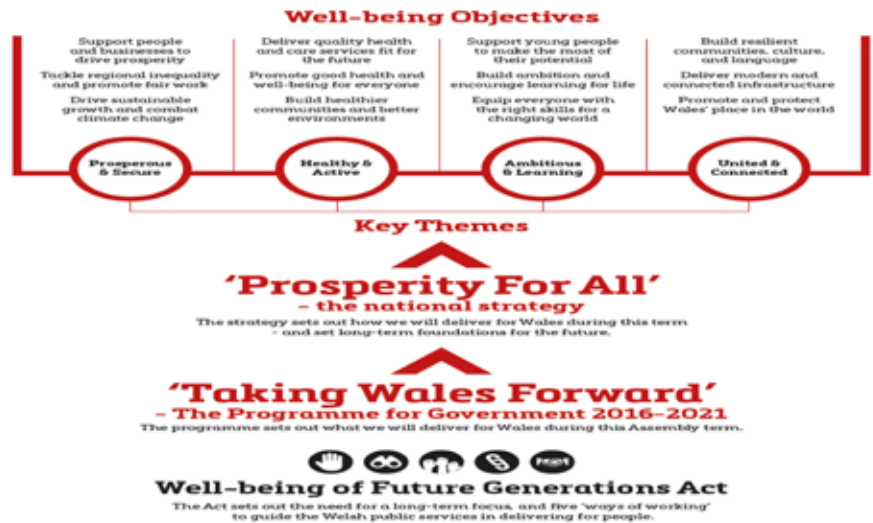 Well-being Objectives
Support people
and businesses to
drive prosperity
Tackle regional inequality
and promote fair work
Drive sustainable
growth and combat
climate change
Deliver quality health
and care services fit for
the future
Promote good health and
well-being for everyone
Build healthier
communities and better
environments
Support young people
to make the most of
their potential
Build ambition and
encourage learning for life
Equip everyone with
the right skills for a
changing world
Build resilient
communities, culture,
and language
Deliver modern and
connected infrastructure
Promote and protect
Wales' place in the world
Prosperous
& Secure
Healthy &
Active
Ambitious
& Learning
United &
Connected
Key Themes
'Prosperity For All'
- the national strategy
The strategy sets out how we will deliver for Wales during this term
- and set long-term foundations for the future.
'Taking Wales Forward'
- The Programme for Government 2016-2021
The programme sets out what we will deliver for Wales during this Assembly term.
Well-being of Future Generations Act
The Act sets out the need for a long-term focus, and five 'ways of working'
to guide the Welsh public services in delivering for people.